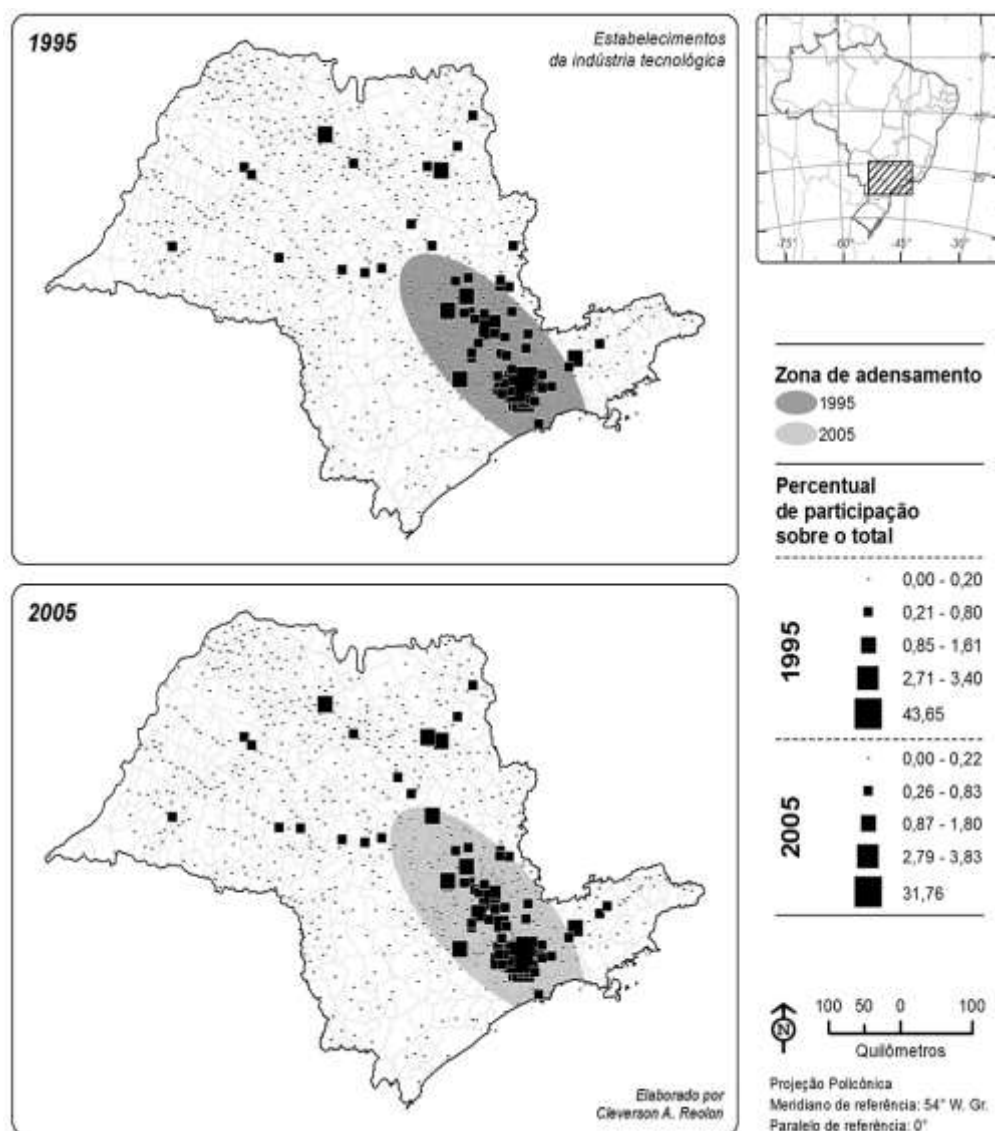 1995
Estabelecimentos
da indústria tecnológica
2005
Elaborado por
Cleverson A. Reolon
0°
-10°
-20°
-75°
-60°
-45°
-30°
Zona de adensamento
1995
2005
Percentual
de participação
sobre o total
1995
0,00 - 0,20
0,21 - 0,80
0,85 - 1,61
2,71 - 3,40
43,65
2005
0,00 - 0,22
0,26 - 0,83
0,87 - 1,80
2,79 - 3,83
31,76
N
100 50 0 100
Quilômetros
Projeção Policônica
Meridiano de referência: 54° W. Gr.
Paralelo de referência: 0°